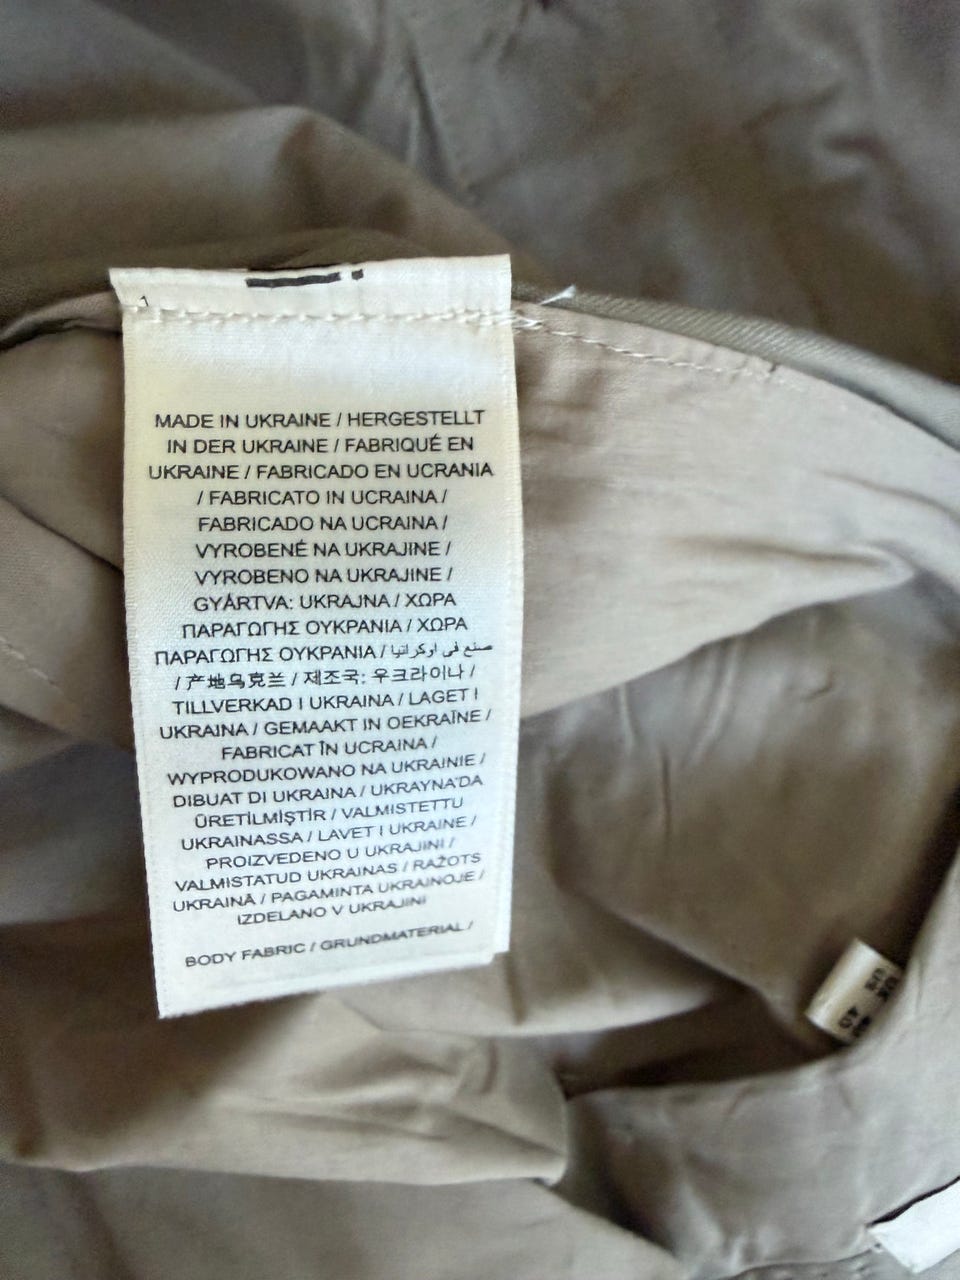 MADE IN UKRAINE / HERGESTELLT
IN DER UKRAINE / FABRIQUÉ EN
UKRAINE / FABRICADO EN UCRANIA
/ FABRICATO IN UCRAINA /
FABRICADO NA UCRAINA /
VYROBENÉ NA UKRAJINE /
VYROBENO NA UKRAJINE /
GYÁRTVA: UKRAJNA / ΧΩΡΑ
ΠΑΡΑΓΩΓΗΣ ΟΥΚΡΑΝΙΑ / ΧΩΡΑ
ΠΑΡΑΓΩΓΗΣ ΟΥΚΡΑΝΙΑ / صنع في اوكرانيا
/ 产地乌克兰 / 제조국: 우크라이나 /
TILLVERKAD I UKRAINA / LAGET I
UKRAINA / GEMAAKT IN OEKRAÏNE /
FABRICAT ÎN UCRAINA /
WYPRODUKOWANO NA UKRAINIE /
DIBUAT DI UKRAINA / UKRAYNA'DA
ÜRETİLMİŞTİR / VALMISTETTU
UKRAINASSA / LAVET I UKRAINE /
PROIZVEDENO U UKRAJINI /
VALMISTATUD UKRAINAS / RAŽOTS
UKRAINĀ / PAGAMINTA UKRAINOJE /
IZDELANO V UKRAJINI
BODY FABRIC / GRUNDMATERIAL /
UK
40